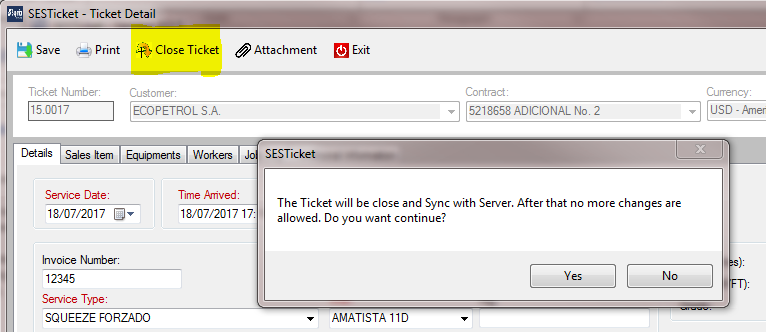 SESTicket - Ticket Detail
Save Print Close Ticket Attachment Exit
Ticket Number: Customer: Contract: Currency:
15.0017 ECOPETROL S.A. 5218658 ADICIONAL No. 2 USD - Amer
Details Sales Item Equipments Workers
SESTicket
The Ticket will be close and Sync with Server. After that no more changes are
allowed. Do you want continue?
Yes No
Service Date: Time Arrived:
18/07/2017 18/07/2017 17:
Invoice Number:
12345
Service Type:
SQUEEZE FORZADO AMATISTA 11D